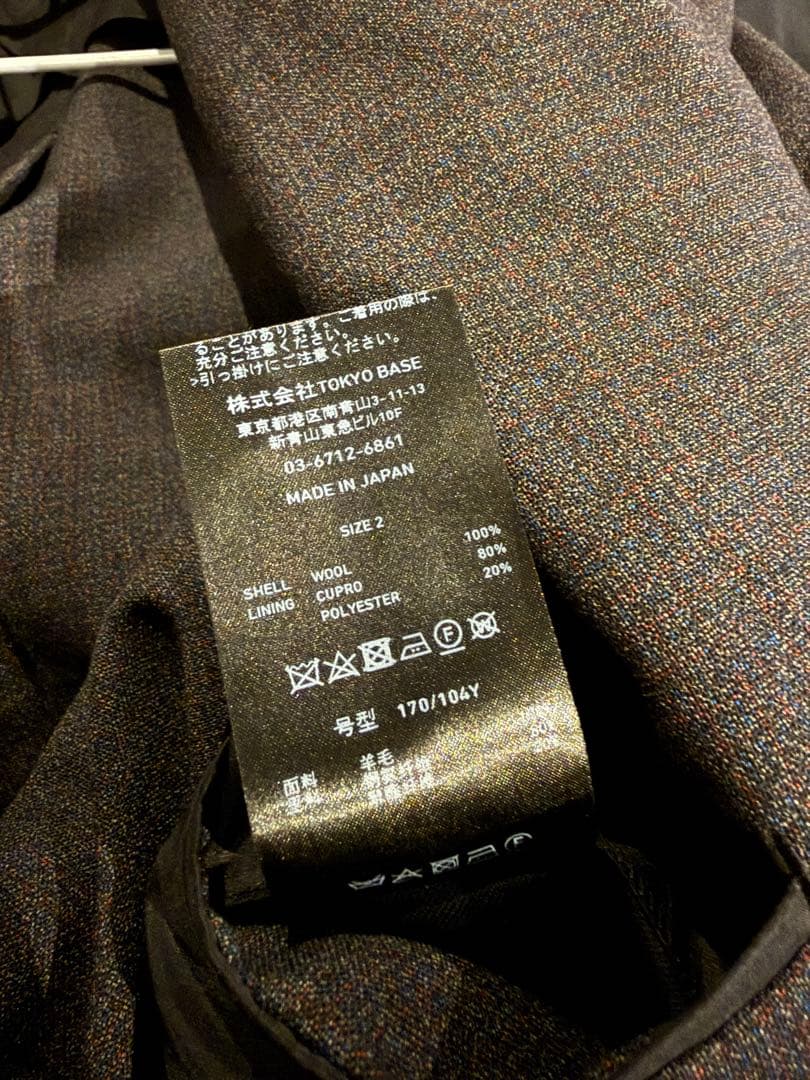 ることがあります。ご着用の際は、
充分ご注意ください。
>引っ掛けにご注意ください。
株式会社TOKYO BASE
東京都港区南青山3-11-13
新青山東急ビル10F
03-6712-6861
MADE IN JAPAN
SIZE 2
SHELL WOOL 100%
LINING CUPRO 80%
POLYESTER 20%
F W
号型 170/104Y
面料 羊毛
F